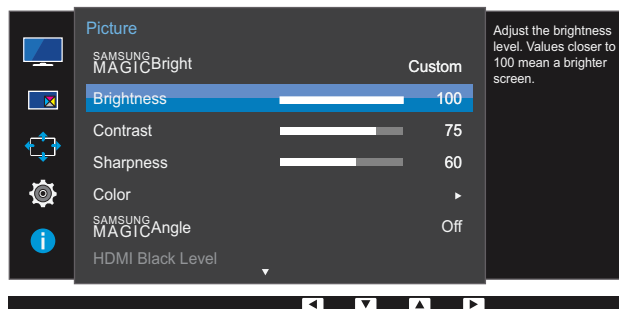 Picture
SAMSUNG
MAGICBright Custom
Brightness 100
Contrast 75
Sharpness 60
Color
SAMSUNG
MAGICAngle Off
HDMI Black Level
Adjust the brightness
level. Values closer to
100 mean a brighter
screen.